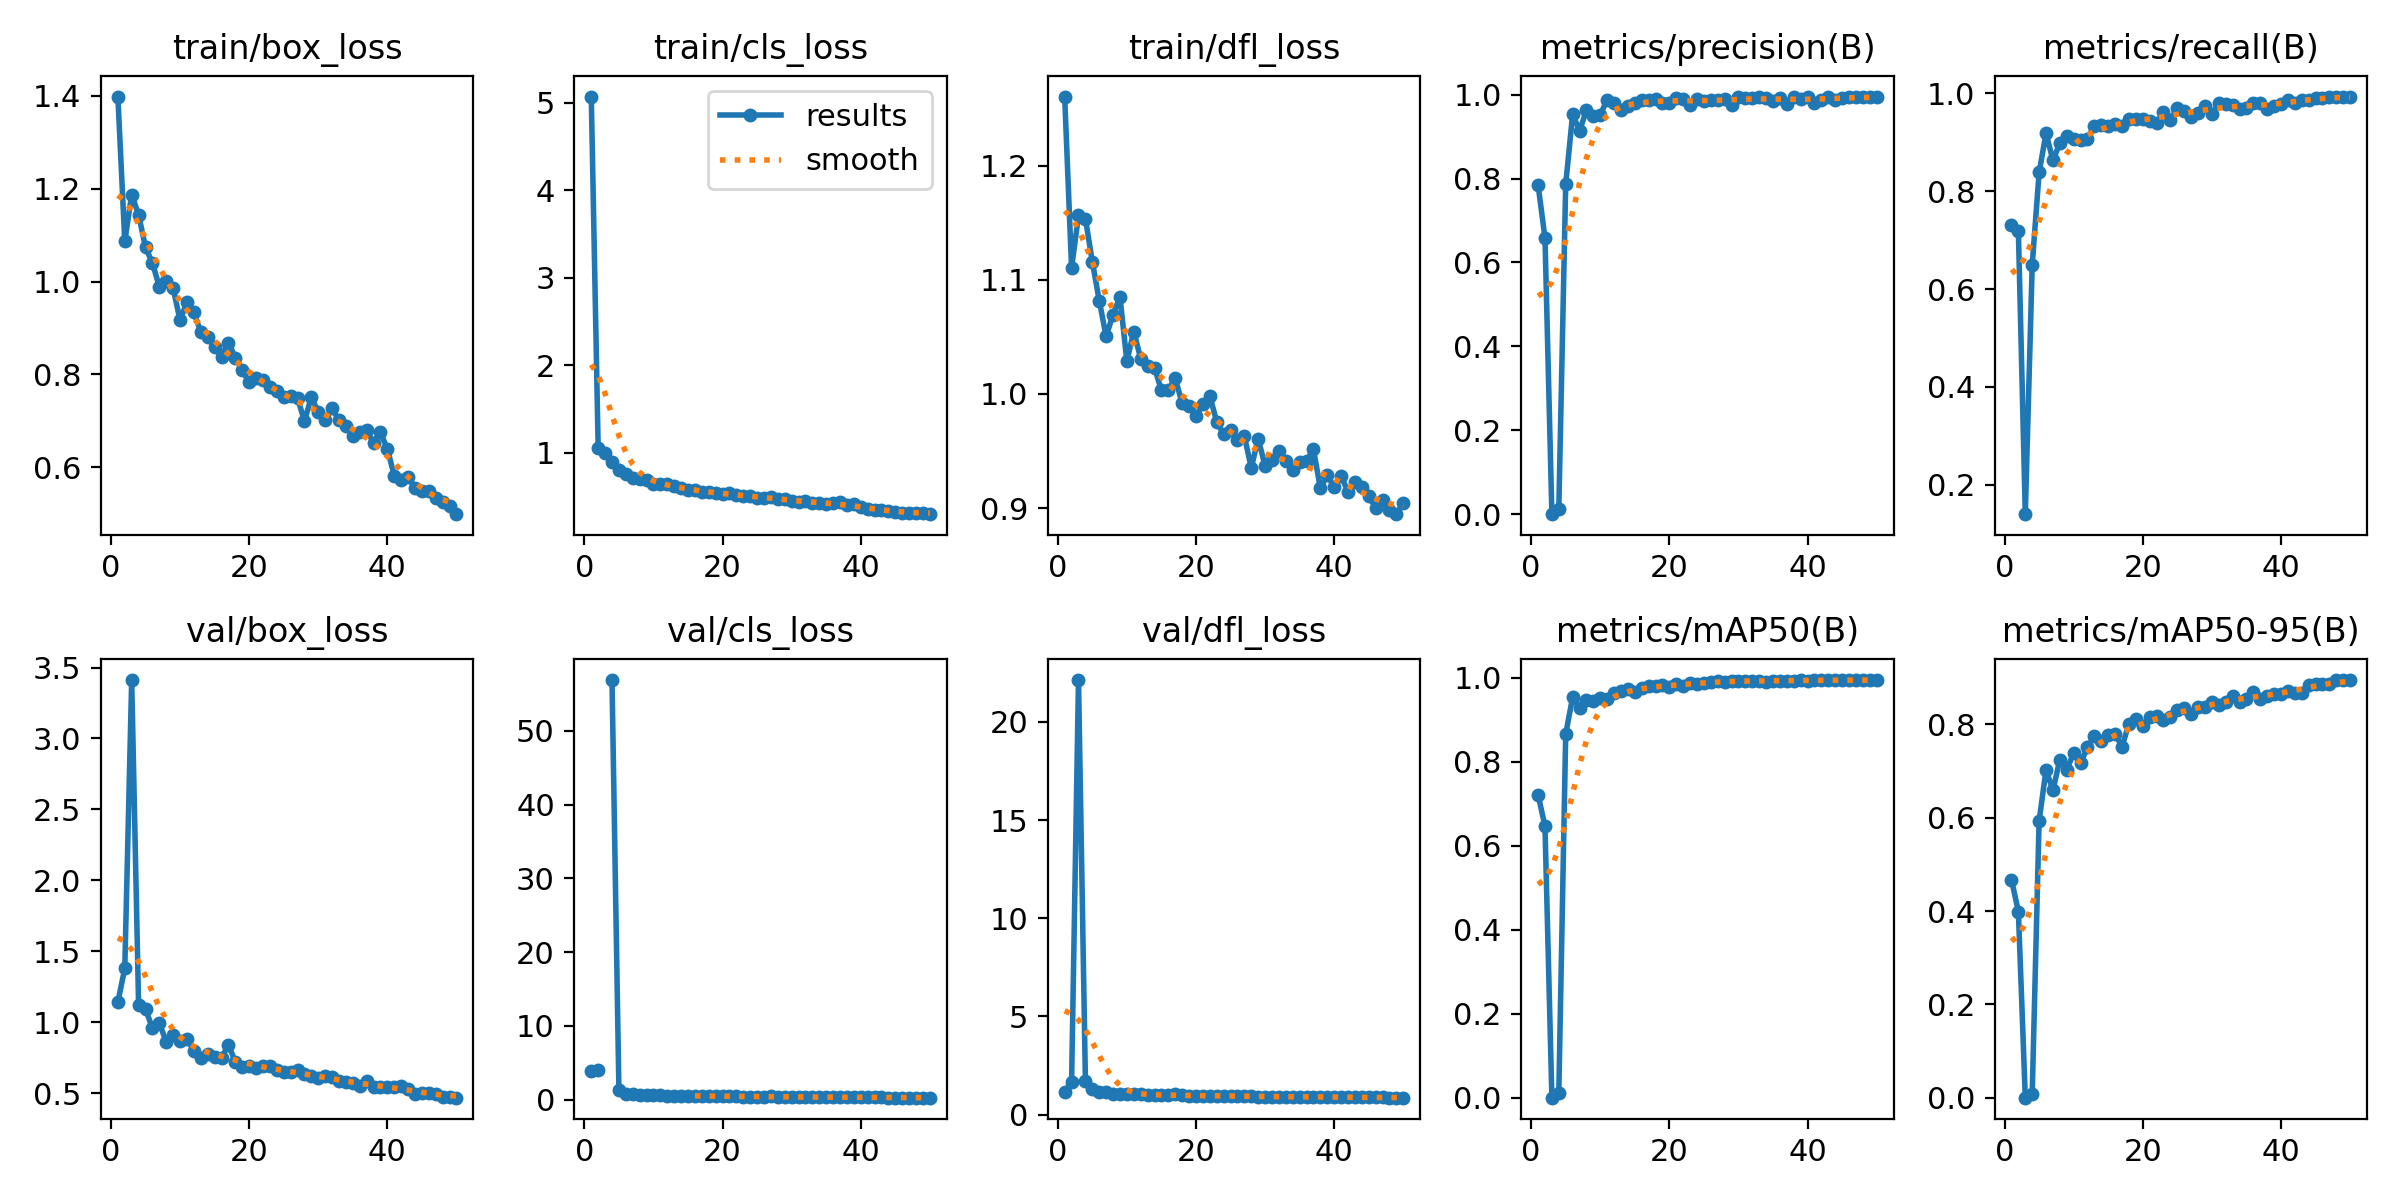 train/box_loss
1.4
1.2
1.0
0.8
0.6
0 20 40
train/cls_loss
results
smooth
5
4
3
2
1
0 20 40
train/dfl_loss
1.2
1.1
1.0
0.9
0 20 40
metrics/precision(B)
1.0
0.8
0.6
0.4
0.2
0.0
0 20 40
metrics/recall(B)
1.0
0.8
0.6
0.4
0.2
0 20 40
val/box_loss
3.5
3.0
2.5
2.0
1.5
1.0
0.5
0 20 40
val/cls_loss
50
40
30
20
10
0
0 20 40
val/dfl_loss
20
15
10
5
0
0 20 40
metrics/mAP50(B)
1.0
0.8
0.6
0.4
0.2
0.0
0 20 40
metrics/mAP50-95(B)
0.8
0.6
0.4
0.2
0.0
0 20 40